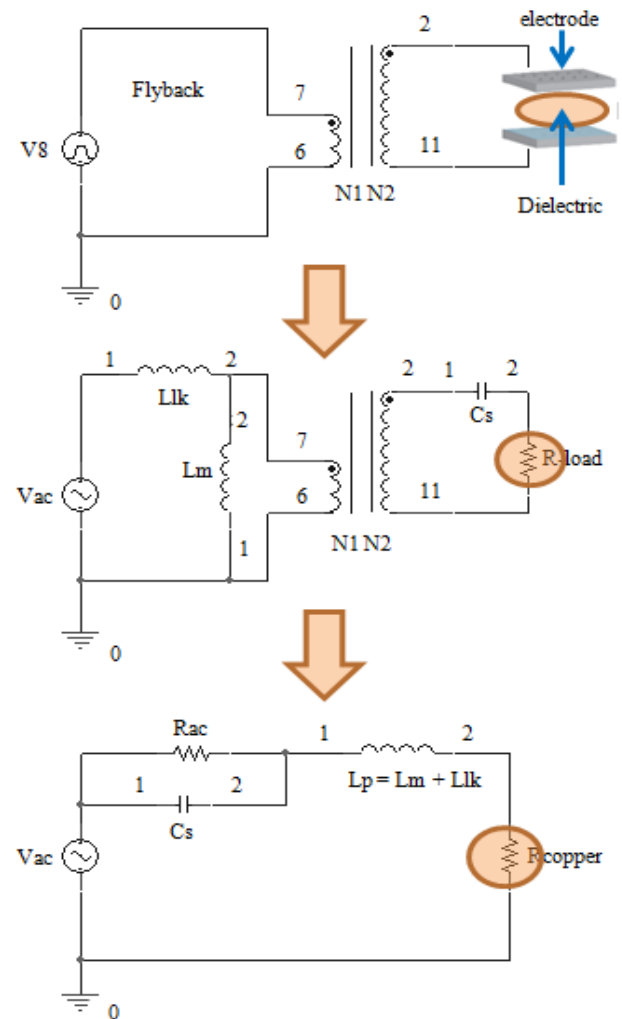 2
electrode
Flyback
7
V8
6
11
N1 N2
Dielectric
0
1
2
2
1
2
Llk
Cs
2
7
Lm
R-load
Vac
6
11
1
N1 N2
0
Rac
1
2
1
2
Lp = Lm + Llk
Cs
Vac
Rcopper
0